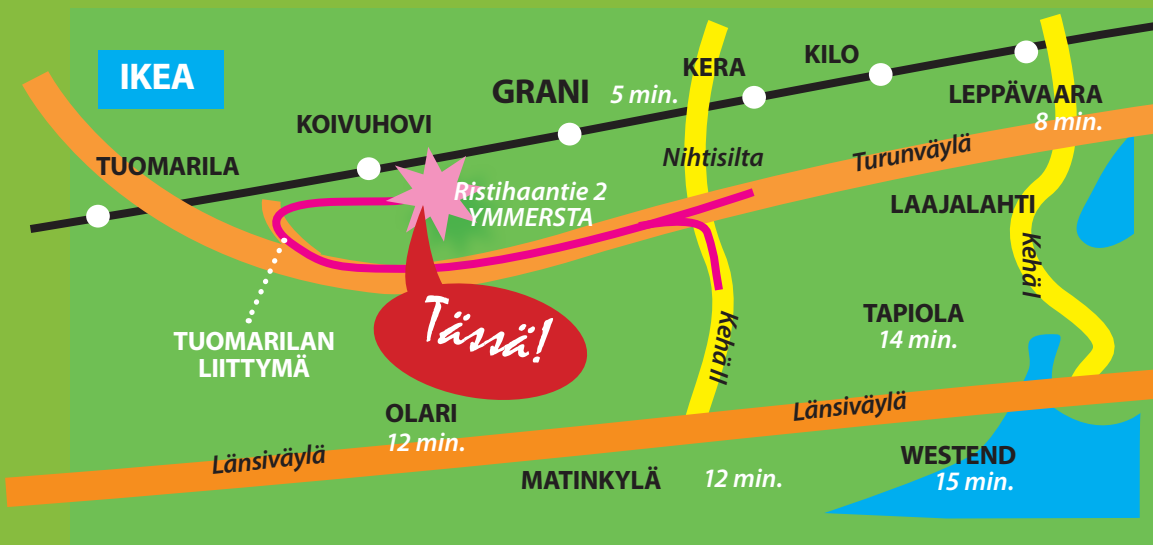 IKEA
KERA
KILO
GRANI 5 min.
LEPPÄVAARA
8 min.
KOIVUHOVI
TUOMARILA
Nihtisilta
Turunväylä
Ristihaantie 2
YMMERSTA
LAAJALAHTI
Kehä I
TAPIOLA
14 min.
Tässä!
TUOMARILAN
LIITTYMÄ
Kehä II
OLARI
12 min.
Länsiväylä
Länsiväylä
MATINKYLÄ 12 min.
WESTEND
15 min.